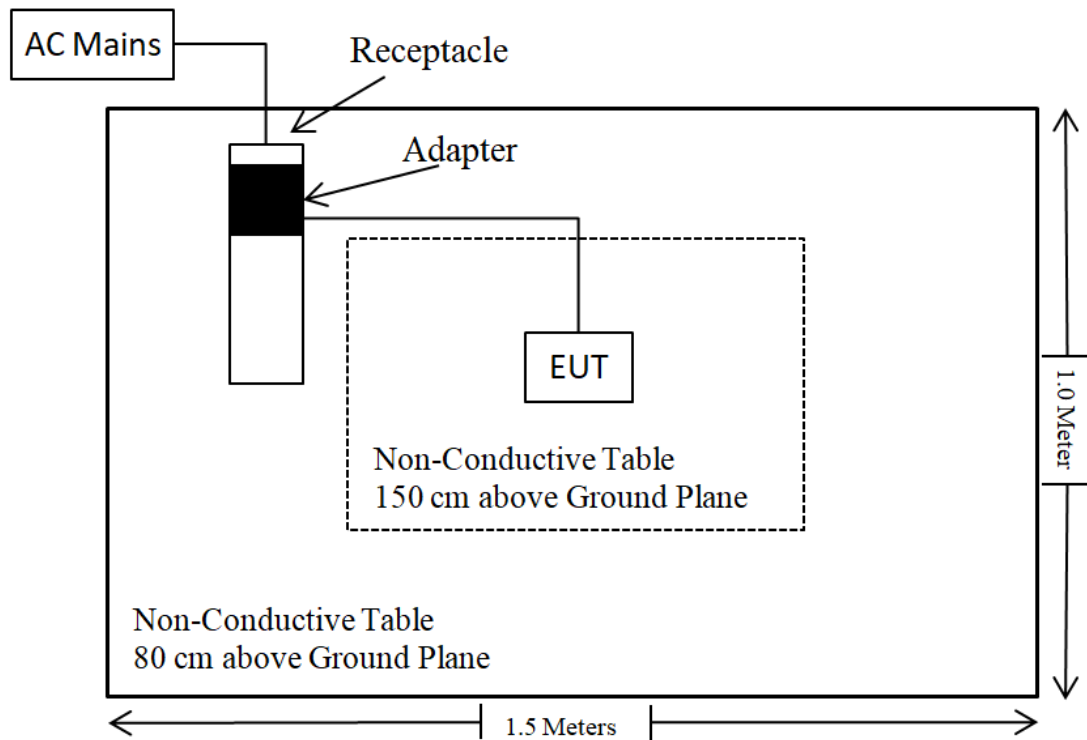 AC Mains
Receptacle
Adapter
EUT
Non-Conductive Table
150 cm above Ground Plane
Non-Conductive Table
80 cm above Ground Plane
1.0 Meter
1.5 Meters